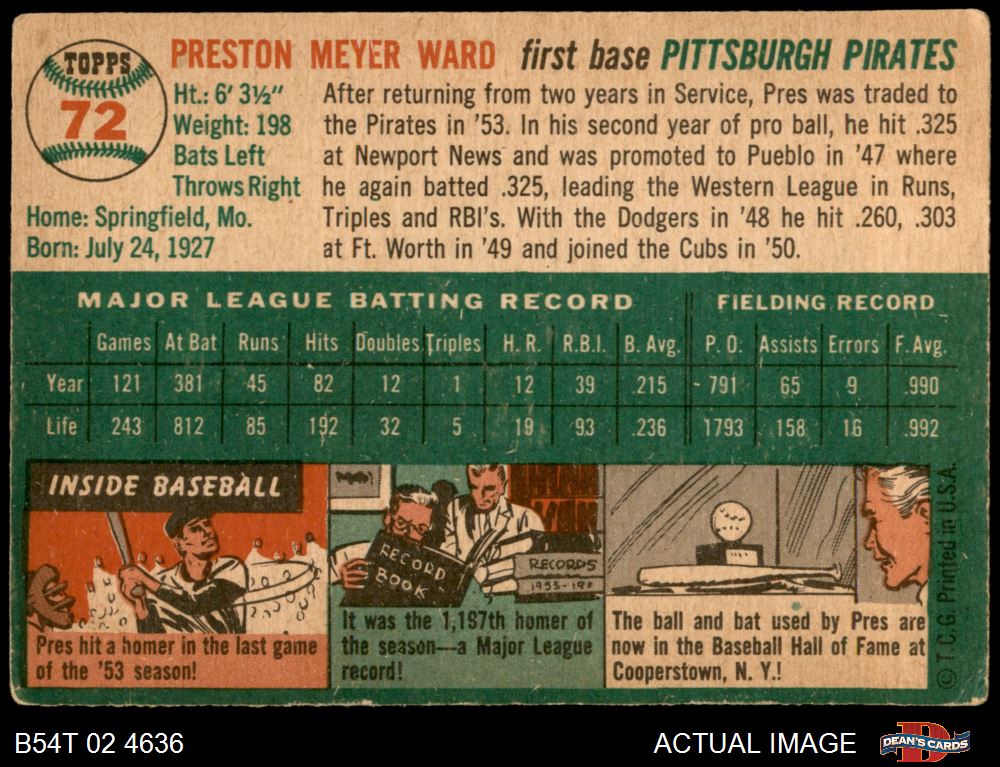 TOPPS
72
PRESTON MEYER WARD first base PITTSBURGH PIRATES
Ht.: 6' 3½"
Weight: 198
Bats Left
Throws Right
Home: Springfield, Mo.
Born: July 24, 1927
After returning from two years in Service, Pres was traded to
the Pirates in '53. In his second year of pro ball, he hit .325
at Newport News and was promoted to Pueblo in '47 where
he again batted .325, leading the Western League in Runs,
Triples and RBI's. With the Dodgers in '48 he hit .260, .303
at Ft. Worth in '49 and joined the Cubs in '50.
MAJOR LEAGUE BATTING RECORD FIELDING RECORD
Games At Bat Runs Hits Doubles Triples H. R. R.B.I. B. Avg. P. O. Assists Errors F. Avg.
Year 121 381 45 82 12 1 12 39 .215 791 65 9 .990
Life 243 812 85 192 32 5 19 93 .236 1793 158 16 .992
INSIDE BASEBALL
Pres hit a homer in the last game
of the '53 season!
RECORD
BOOK
RECORDS
It was the 1,197th homer of
the season—a Major League
record!
The ball and bat used by Pres are
now in the Baseball Hall of Fame at
Cooperstown, N. Y.!
© T.C.G. Printed in U.S.A.
B54T 02 4636
ACTUAL IMAGE
DEAN'S CARDS